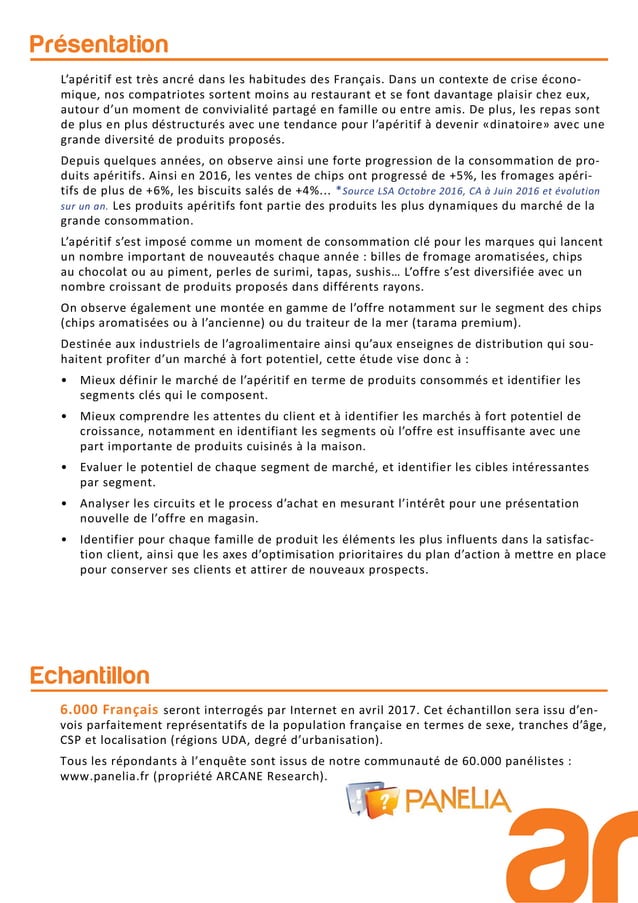 Présentation
L’apéritif est très ancré dans les habitudes des Français. Dans un contexte de crise écono-
mique, nos compatriotes sortent moins au restaurant et se font davantage plaisir chez eux,
autour d’un moment de convivialité partagé en famille ou entre amis. De plus, les repas sont
de plus en plus déstructurés avec une tendance pour l’apéritif à devenir «dinatoire» avec une
grande diversité de produits proposés.
Depuis quelques années, on observe ainsi une forte progression de la consommation de pro-
duits apéritifs. Ainsi en 2016, les ventes de chips ont progressé de +5%, les fromages apéri-
tifs de plus de +6%, les biscuits salés de +4%... *Source LSA Octobre 2016, CA à Juin 2016 et évolution
sur un an. Les produits apéritifs font partie des produits les plus dynamiques du marché de la
grande consommation.
L’apéritif s’est imposé comme un moment de consommation clé pour les marques qui lancent
un nombre important de nouveautés chaque année : billes de fromage aromatisées, chips
au chocolat ou au piment, perles de surimi, tapas, sushis… L’offre s’est diversifiée avec un
nombre croissant de produits proposés dans différents rayons.
On observe également une montée en gamme de l’offre notamment sur le segment des chips
(chips aromatisées ou à l’ancienne) ou du traiteur de la mer (tarama premium).
Destinée aux industriels de l’agroalimentaire ainsi qu’aux enseignes de distribution qui sou-
haitent profiter d’un marché à fort potentiel, cette étude vise donc à :
• Mieux définir le marché de l’apéritif en terme de produits consommés et identifier les
segments clés qui le composent.
• Mieux comprendre les attentes du client et à identifier les marchés à fort potentiel de
croissance, notamment en identifiant les segments où l’offre est insuffisante avec une
part importante de produits cuisinés à la maison.
• Evaluer le potentiel de chaque segment de marché, et identifier les cibles intéressantes
par segment.
• Analyser les circuits et le process d’achat en mesurant l’intérêt pour une présentation
nouvelle de l’offre en magasin.
• Identifier pour chaque famille de produit les éléments les plus influents dans la satisfac-
tion client, ainsi que les axes d’optimisation prioritaires du plan d’action à mettre en place
pour conserver ses clients et attirer de nouveaux prospects.
Echantillon
6.000 Français seront interrogés par Internet en avril 2017. Cet échantillon sera issu d’en-
vois parfaitement représentatifs de la population française en termes de sexe, tranches d’âge,
CSP et localisation (régions UDA, degré d’urbanisation).
Tous les répondants à l’enquête sont issus de notre communauté de 60.000 panélistes :
www.panelia.fr (propriété ARCANE Research).
PANELIA
ar